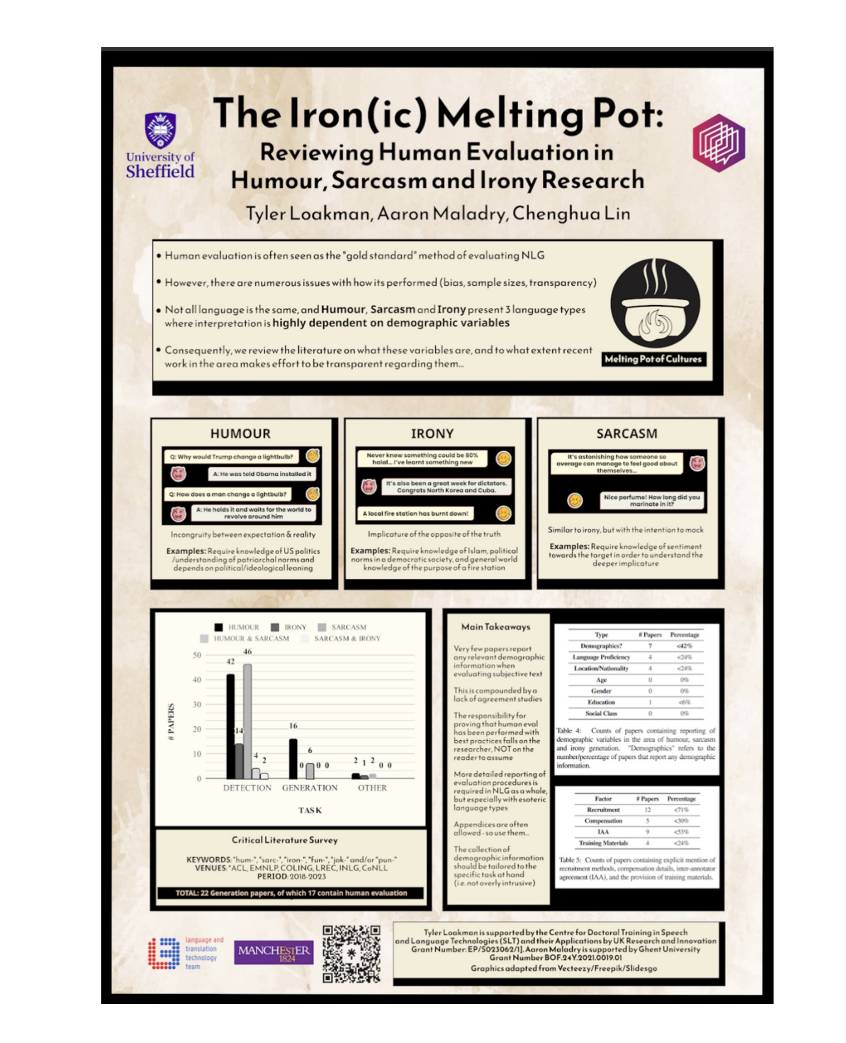 The Iron(ic) Melting Pot:
Reviewing Human Evaluation in
Humour, Sarcasm and Irony Research
Tyler Loakman, Aaron Maladry, Chenghua Lin
University of
Sheffield
• Human evaluation is often seen as the "gold standard" method of evaluating NLG
• However, there are numerous issues with how its performed (bias, sample sizes, transparency)
• Not all language is the same, and Humour, Sarcasm and Irony present 3 language types
where interpretation is highly dependent on demographic variables
• Consequently, we review the literature on what these variables are, and to what extent recent
work in the area makes effort to be transparent regarding them...
Melting Pot of Cultures
HUMOUR
Q: Why would Trump change a lightbulb?
A: He was told Obama installed it
Q: How does a man change a lightbulb?
A: He holds it and waits for the world to
revolve around him
Incongruity between expectation & reality
Examples: Require knowledge of US politics
/understanding of patriarchal norms and
depends on political/ideological leaning
IRONY
Never knew something could be 80%
halal... I've learnt something new
It's also been a great week for dictators.
Congrats North Korea and Cuba.
A local fire station has burnt down!
Implicature of the opposite of the truth
Examples: Require knowledge of Islam, political
norms in a democratic society, and general world
knowledge of the purpose of a fire station
SARCASM
It's astonishing how someone so
average can manage to feel good about
themselves...
Nice perfume! How long did you
marinate in it?
Similar to irony, but with the intention to mock
Examples: Require knowledge of sentiment
towards the target in order to understand the
deeper implicature
HUMOUR IRONY SARCASM
HUMOUR & SARCASM SARCASM & IRONY
# PAPERS
50
40
30
20
10
0
42 14 46 4 2
16 0 6 0 0
2 1 2 0 0
DETECTION GENERATION OTHER
TASK
Critical Literature Survey
KEYWORDS: "hum-", "sarc-", "iron-", "fun-", "jok-" and/or "pun-"
VENUES: *ACL, EMNLP, COLING, LREC, INLG, CoNLL
PERIOD: 2018-2023
TOTAL: 22 Generation papers, of which 17 contain human evaluation
Main Takeaways
Very few papers report
any relevant demographic
information when
evaluating subjective text
This is compounded by a
lack of agreement studies
The responsibility for
proving that human eval
has been performed with
best practices falls on the
researcher, NOT on the
reader to assume
More detailed reporting of
evaluation procedures is
required in NLG as a whole,
but especially with esoteric
language types
Appendices are often
allowed - so use them...
The collection of
demographic information
should be tailored to the
specific task at hand
(i.e. not overly intrusive)
Type # Papers Percentage
Demographics? 7 <42%
Language Proficiency 4 <24%
Location/Nationality 4 <24%
Age 0 0%
Gender 0 0%
Education 1 <6%
Social Class 0 0%
Table 4: Counts of papers containing reporting of
demographic variables in the area of humour, sarcasm
and irony generation. "Demographics" refers to the
number/percentage of papers that report any demographic
information.
Factor # Papers Percentage
Recruitment 12 <71%
Compensation 5 <30%
IAA 9 <53%
Training Materials 4 <24%
Table 5: Counts of papers containing explicit mention of
recruitment methods, compensation details, inter-annotator
agreement (IAA), and the provision of training materials.
language and
translation
technology
team
MANCHESTER
1824
Tyler Loakman is supported by the Centre for Doctoral Training in Speech
and Language Technologies (SLT) and their Applications by UK Research and Innovation
Grant Number: EP/S023062/1]. Aaron Maladry is supported by Ghent University
Grant Number BOF.24Y.2021.0019.01
Graphics adapted from Vecteezy/Freepik/Slidesgo